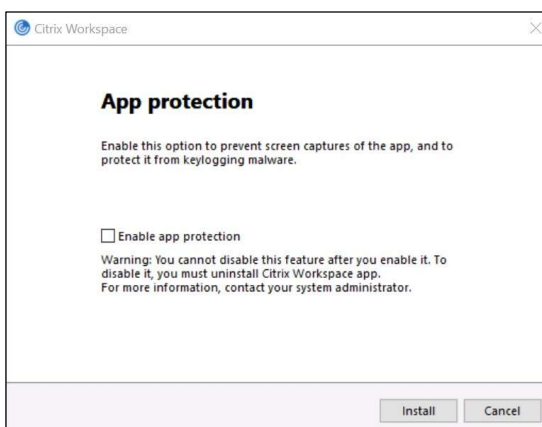 Citrix Workspace
App protection
Enable this option to prevent screen captures of the app, and to
protect it from keylogging malware.
Enable app protection
Warning: You cannot disable this feature after you enable it. To
disable it, you must uninstall Citrix Workspace app.
For more information, contact your system administrator.
Install Cancel